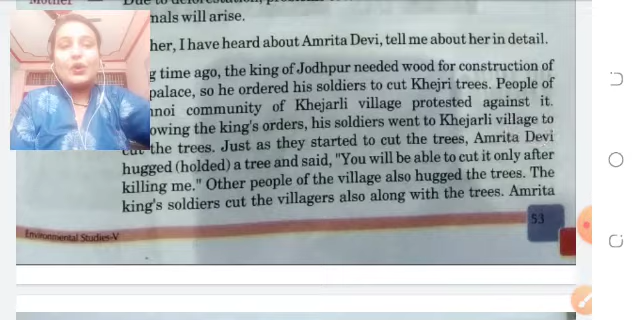 Mother
nals will arise.
her, I have heard about Amrita Devi, tell me about her in detail.
g time ago, the king of Jodhpur needed wood for construction of
palace, so he ordered his soldiers to cut Khejri trees. People of
noi community of Khejarli village protested against it.
owing the king's orders, his soldiers went to Khejarli village to
cut the trees. Just as they started to cut the trees, Amrita Devi
hugged (holded) a tree and said, "You will be able to cut it only after
killing me." Other people of the village also hugged the trees. The
king's soldiers cut the villagers also along with the trees. Amrita
53
Environmental Studies-V